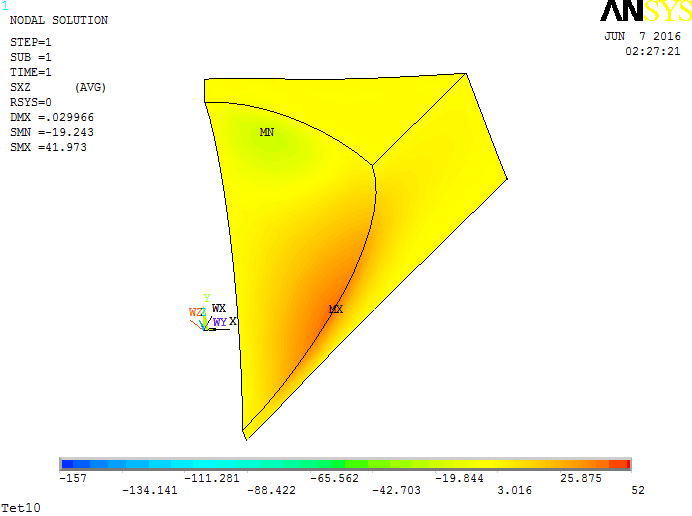 1
ANSYS
NODAL SOLUTION
JUN 7 2016
02:27:21
STEP=1
SUB =1
TIME=1
SXZ (AVG)
RSYS=0
DMX =.029966
SMN =-19.243
SMX =41.973
MN
MX
Y
WX
WZ
WY X
-157 -111.281 -65.562 -19.844 25.875
-134.141 -88.422 -42.703 3.016 52
Tet10